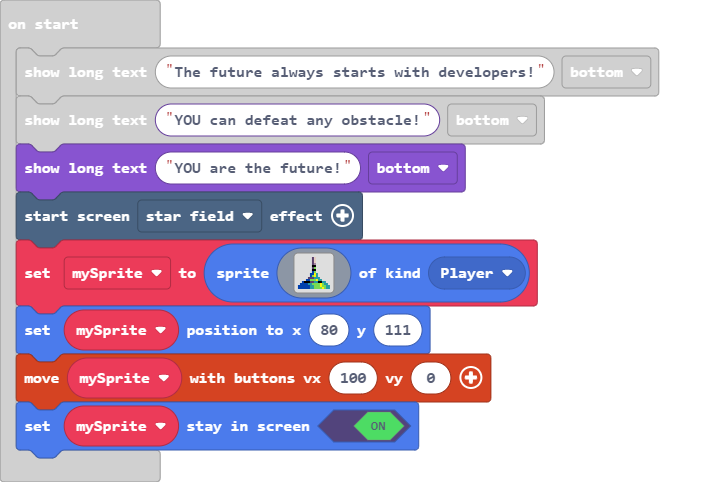 on start
show long text "The future always starts with developers!" bottom
show long text "YOU can defeat any obstacle!" bottom
show long text "YOU are the future!" bottom
start screen star field effect
set mySprite to sprite of kind Player
set mySprite position to x 80 y 111
move mySprite with buttons vx 100 vy 0
set mySprite stay in screen ON